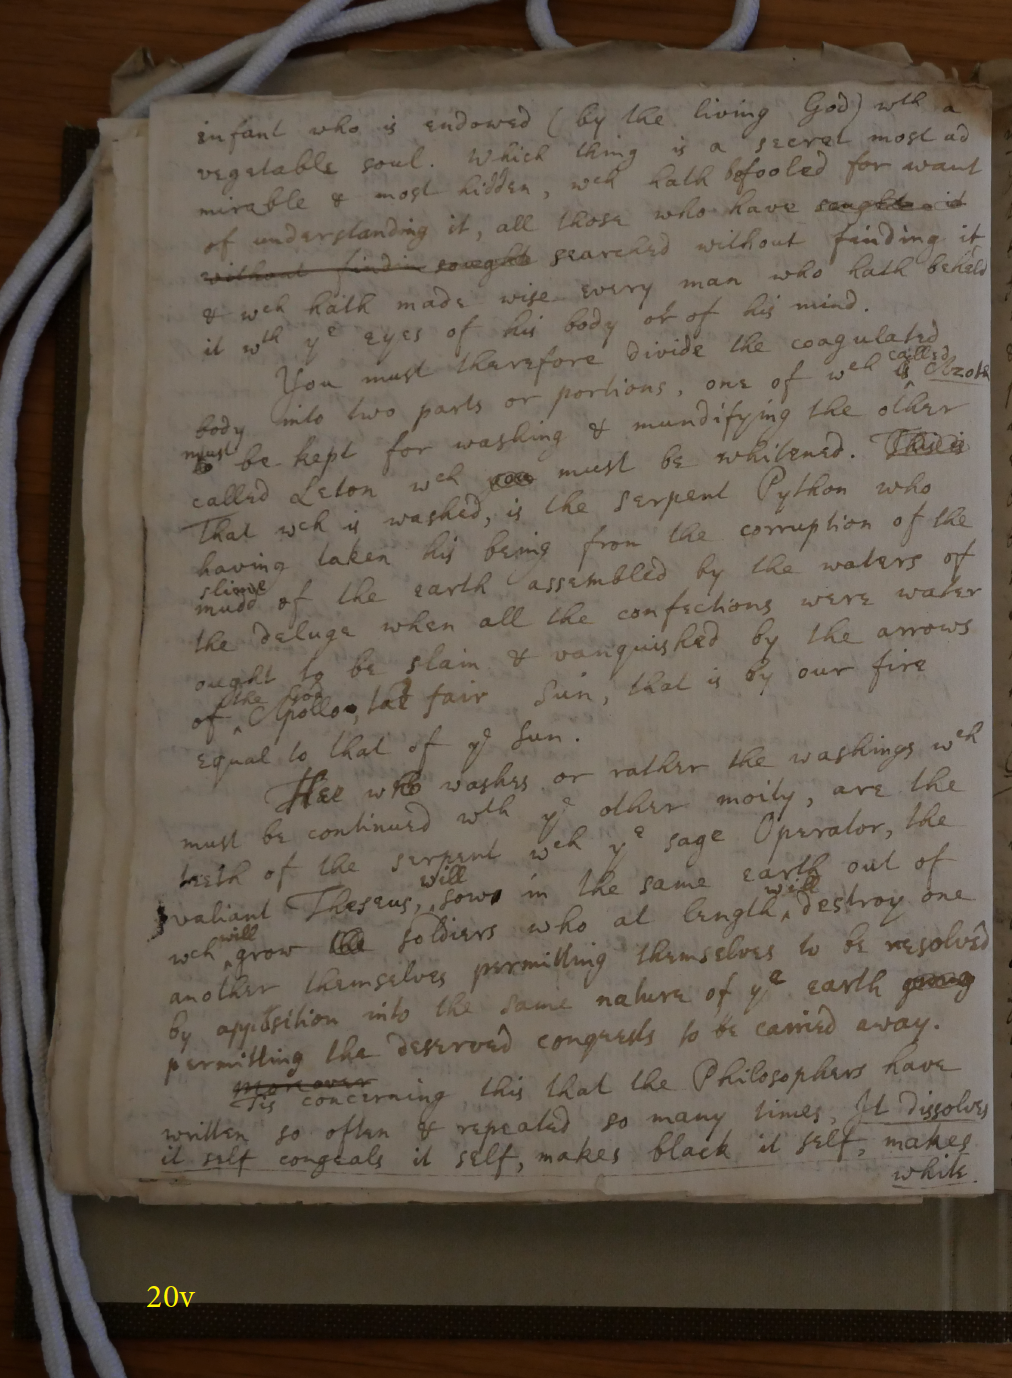 infant who is endowed (by the living God) wth a
vegetable soul. Which thing is a secret most ad
mirable & most hidden, wch hath befooled for want
of understanding it, all those who have sought it
without findin sought searched without finding it
& wch hath made wise every man who hath beheld
it wth ye eyes of his body or of his mind.
You must therefore divide the coagulated
body into two parts or portions, one of wch is called Azoth
must be kept for washing & mundifying the other
called Leton wch must be whitened. This is
That wch is washed, is the serpent Python who
having taken his being from the corruption of the
slime
mudd of the earth assembled by the waters of
the deluge when all the confections were water
ought to be slain & vanquished by the arrows
of ^ the God Apollo, the fair Sun, that is by our fire
equal to that of ye Sun.
Hee who washes or rather the washings wch
must be continued wth ye other moity, are the
teeth of the serpent wch ye sage Operator, the
valiant Theseus, ^ will sow in the same earth out of
wch ^ will grow the soldiers who at length ^ will destroy one
another themselves permitting themselves to be resolved
by apposition into the same nature of ye earth
permitting the deserved conquests to be carried away.
moreover
Tis concerning this that the Philosophers have
written so often & repeated so many times, It dissolves
it self congeals it self, makes black it self, makes
white.
20v